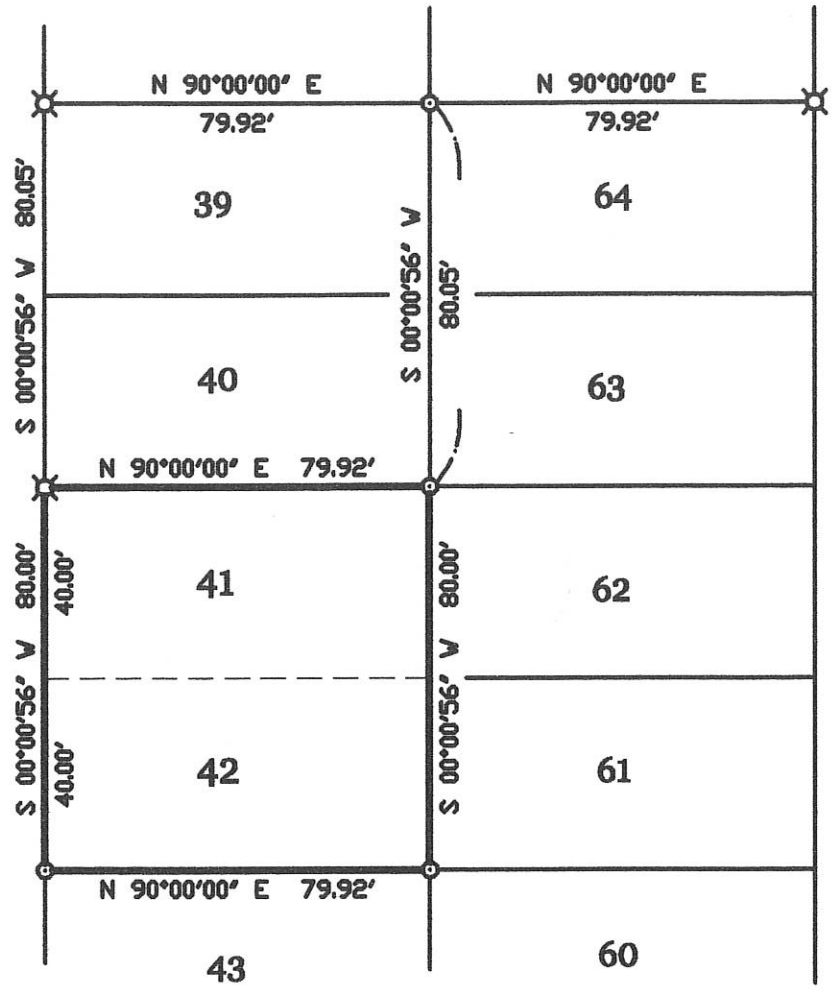 N 90°00'00" E
79.92'
N 90°00'00" E
79.92'
S 00°00'56" W 80.05'
39
64
S 00°00'56" W
80.05'
40
63
N 90°00'00" E 79.92'
S 00°00'56" W 80.00'
40.00'
41
S 00°00'56" W 80.00'
62
40.00'
42
61
N 90°00'00" E 79.92'
43
60